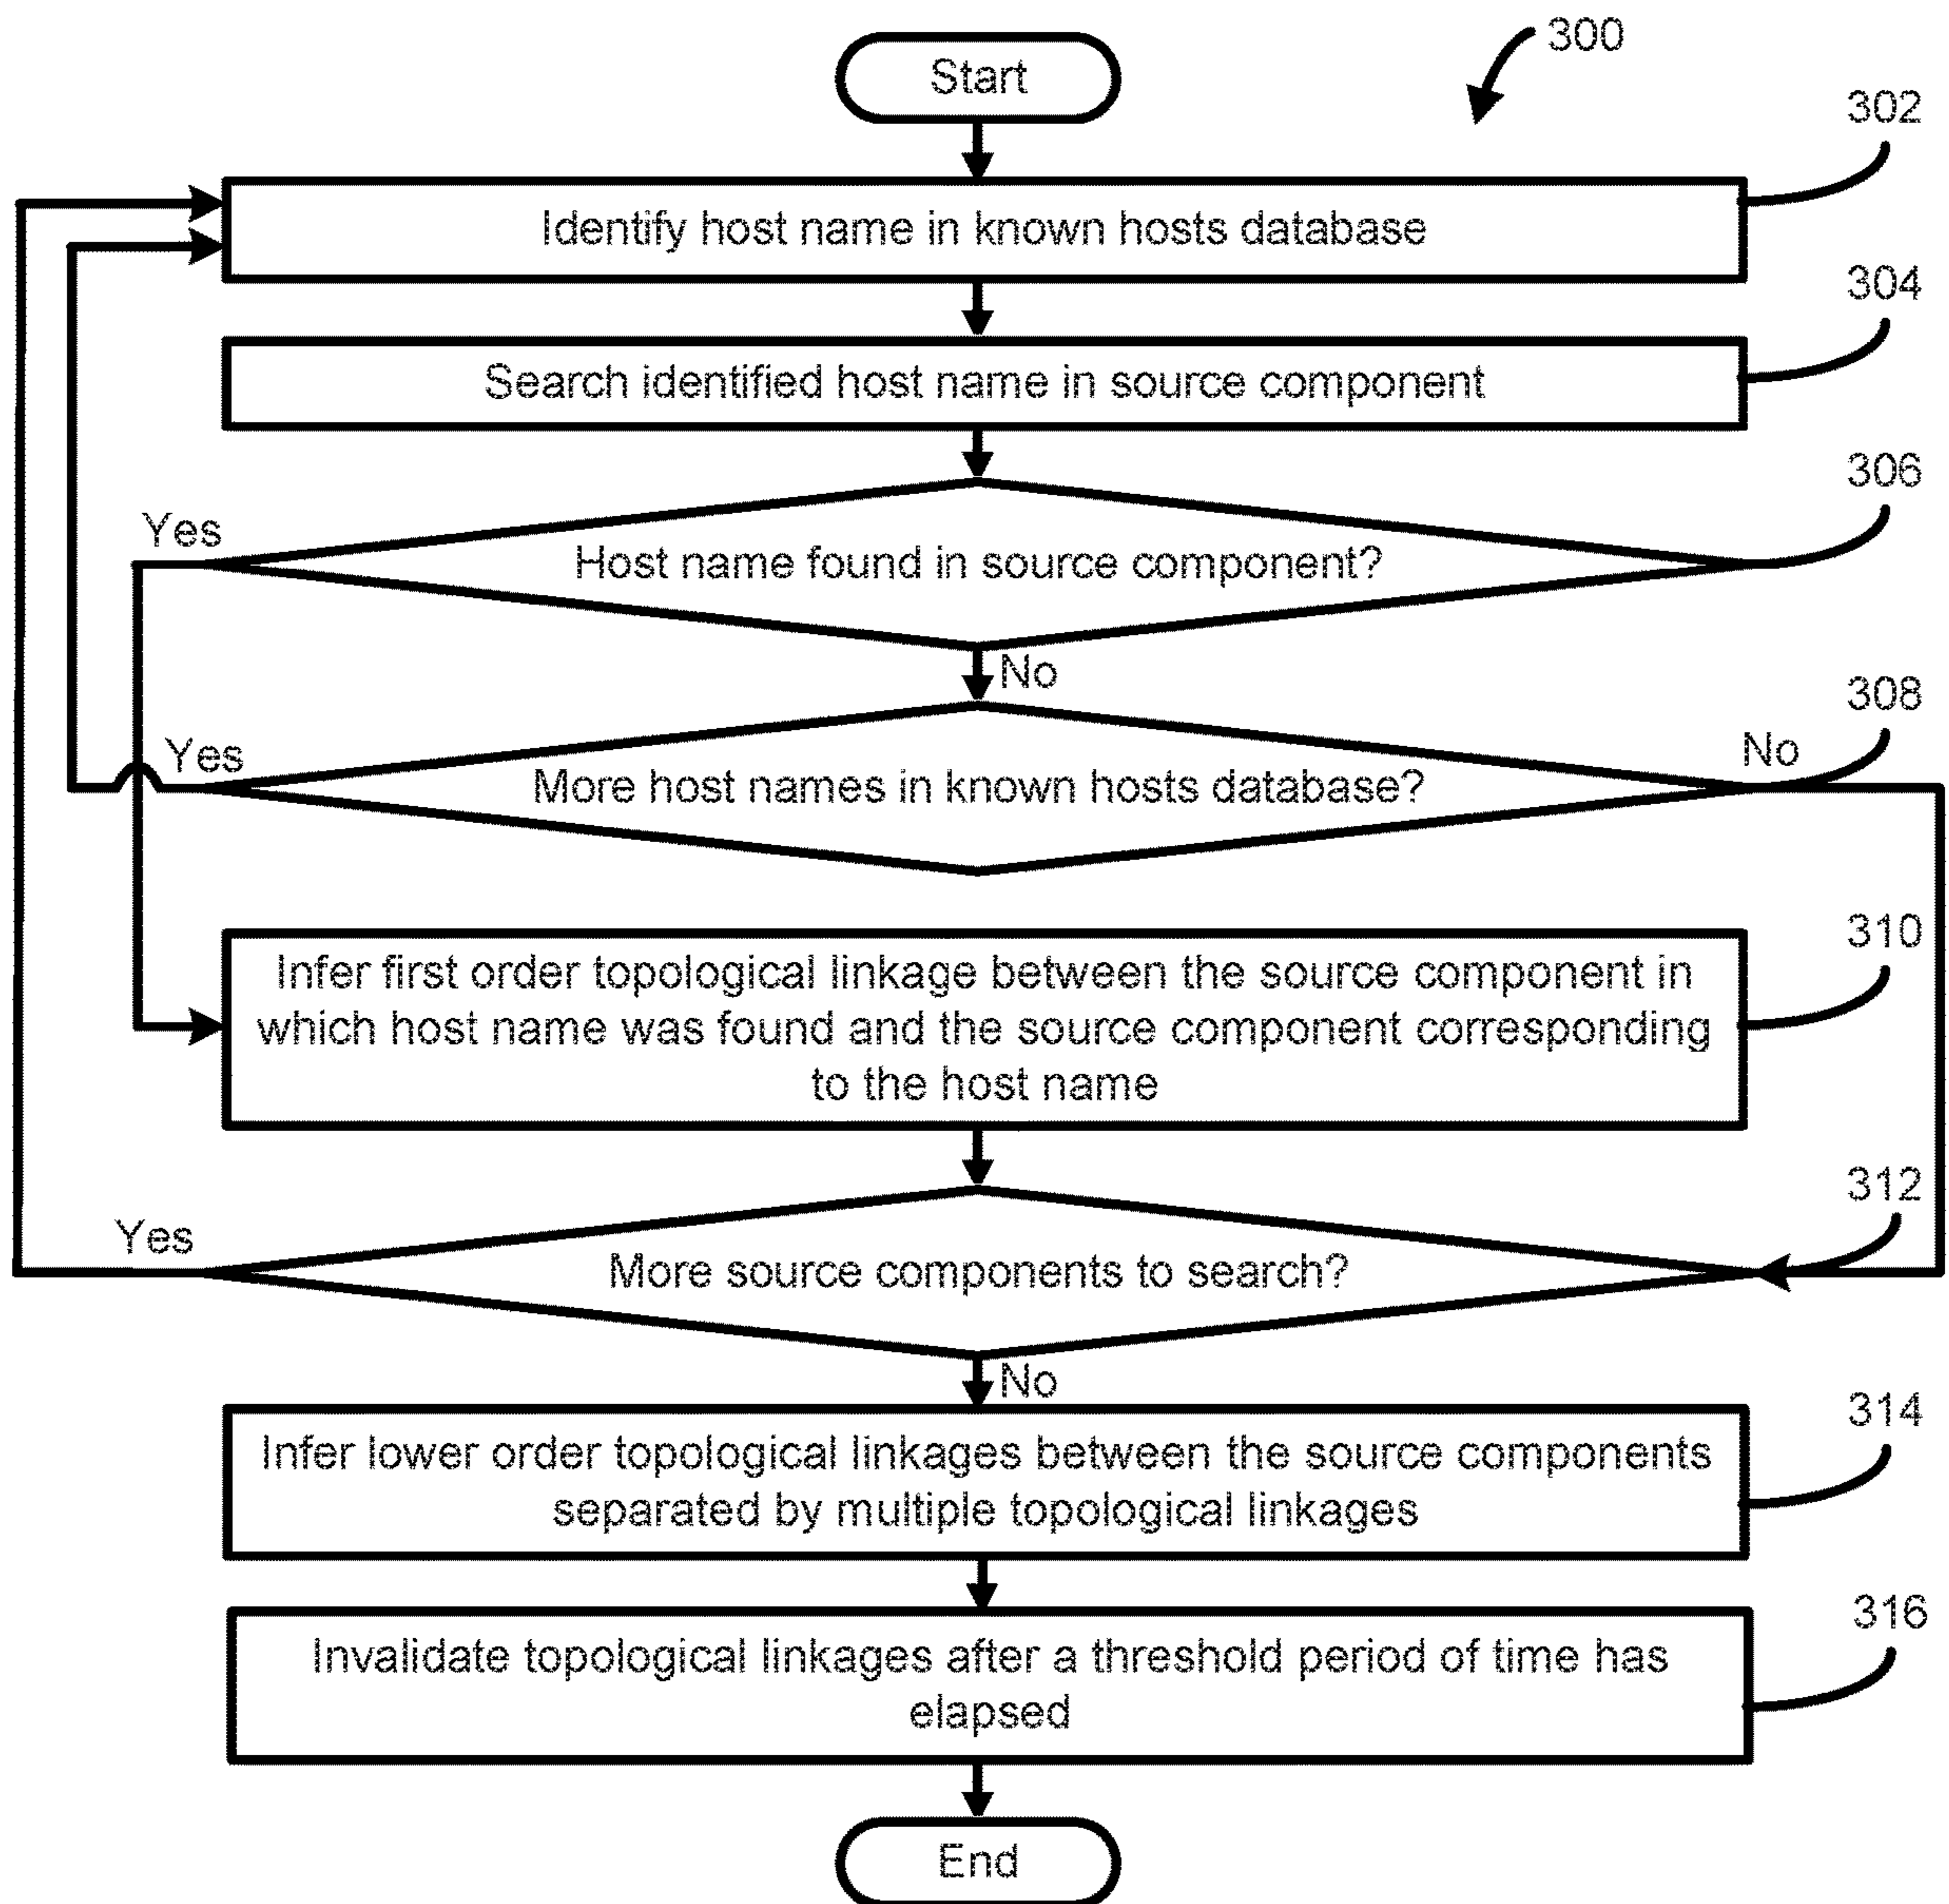 Start
300
302
Identify host name in known hosts database
304
Search identified host name in source component
306
Yes
Host name found in source component?
No
308
Yes
No
More host names in known hosts database?
310
Infer first order topological linkage between the source component in
which host name was found and the source component corresponding
to the host name
312
Yes
More source components to search?
No
314
Infer lower order topological linkages between the source components
separated by multiple topological linkages
316
Invalidate topological linkages after a threshold period of time has
elapsed
End